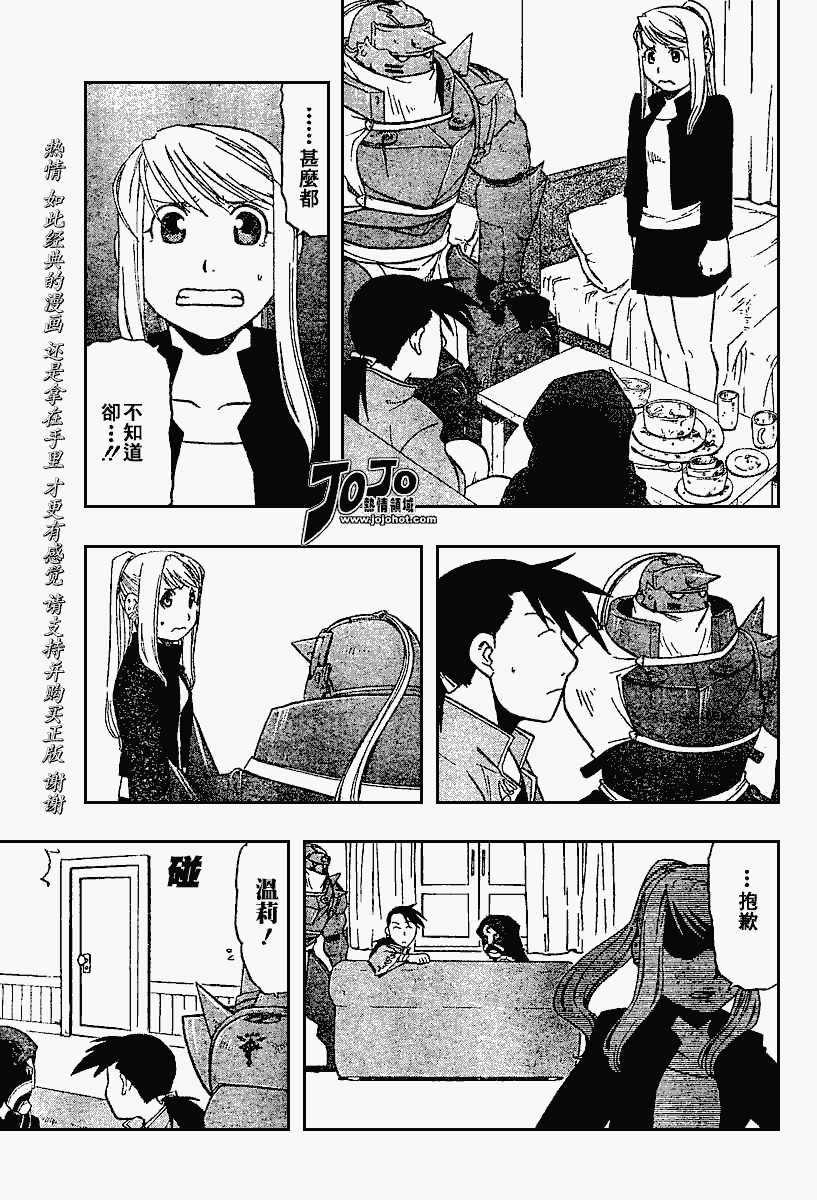 ……甚麼都
不知道
卻…!!
…抱歉
溫莉!
碰
JOJO
熱情領域
www.jojohot.com
热情 如此经典的漫画 还是拿在手里 才更有感觉 请支持并购买正版 谢谢